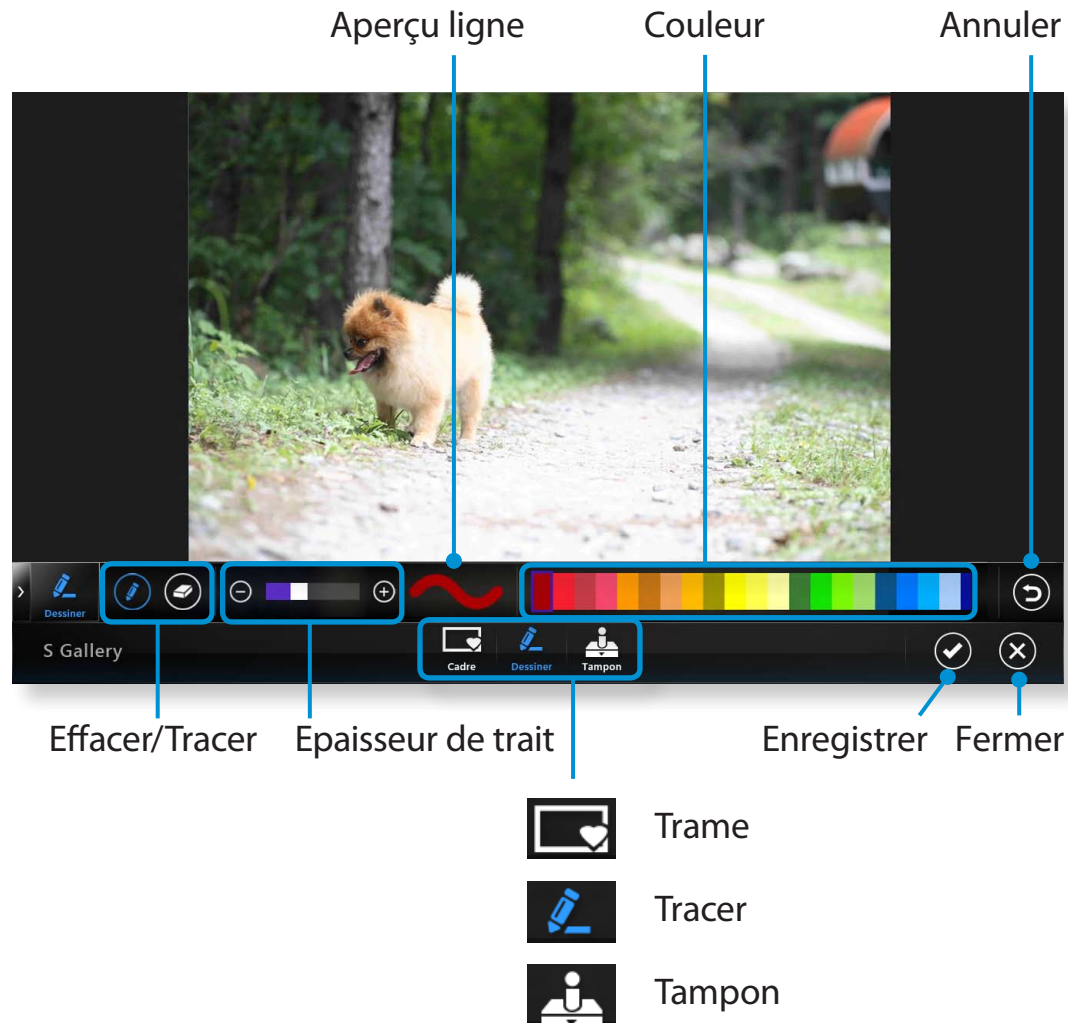 Aperçu ligne Couleur Annuler
Dessiner
S Gallery
Cadre Dessiner Tampon
Effacer/Tracer Epaisseur de trait Enregistrer Fermer
Trame
Tracer
Tampon